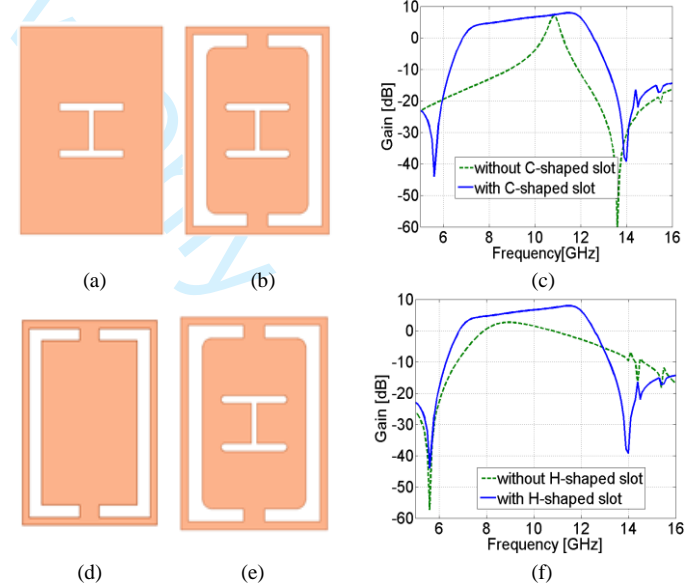 10
0
-10
-20
-30
-40
-50
-60
Gain [dB]
without C-shaped slot
with C-shaped slot
6 8 10 12 14 16
Frequency[GHz]
(a) (b) (c)
10
0
-10
-20
-30
-40
-50
-60
Gain [dB]
without H-shaped slot
with H-shaped slot
6 8 10 12 14 16
Frequency [GHz]
(d) (e) (f)